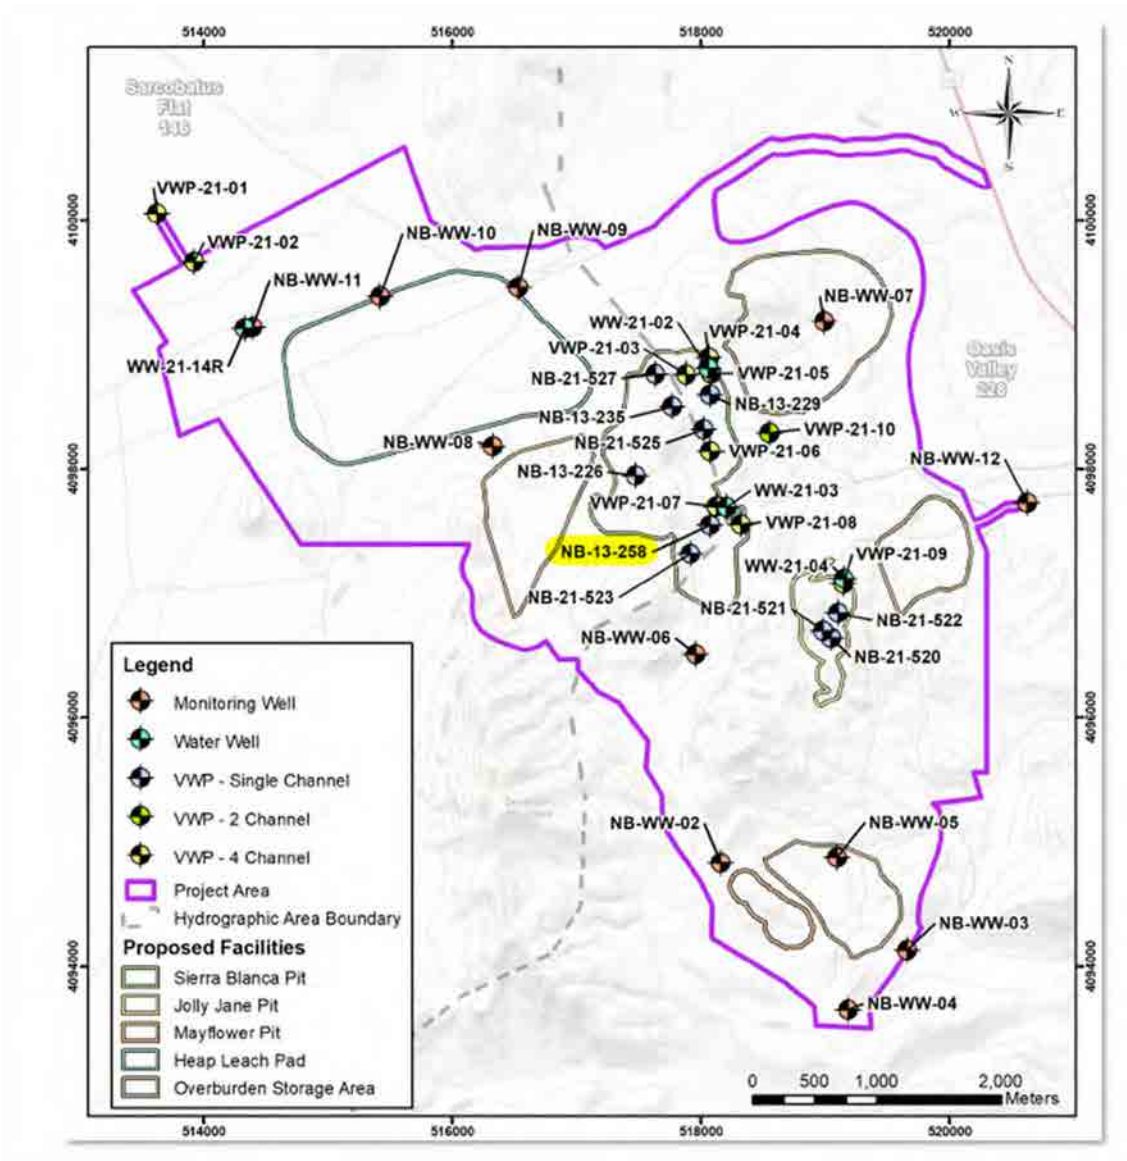 514000 516000 518000 520000
N
W E
S
Sarcobatus
Flat
146
VWP-21-01
4100000 4100000
VWP-21-02
NB-WW-10
NB-WW-09
NB-WW-11
NB-WW-07
WW-21-02
VWP-21-04
VWP-21-03
Oasis
Valley
228
WW-21-14R
NB-21-527
VWP-21-05
NB-13-229
NB-13-235
NB-WW-08
NB-21-525
VWP-21-10
VWP-21-06
NB-WW-12
4098000 4098000
NB-13-226
WW-21-03
VWP-21-07
VWP-21-08
NB-13-258
VWP-21-09
WW-21-04
NB-21-523
NB-21-521
NB-21-522
NB-WW-06
NB-21-520
Legend
Monitoring Well
Water Well
VWP - Single Channel
VWP - 2 Channel
VWP - 4 Channel
Project Area
Hydrographic Area Boundary
Proposed Facilities
Sierra Blanca Pit
Jolly Jane Pit
Mayflower Pit
Heap Leach Pad
Overburden Storage Area
4096000 4096000
NB-WW-02
NB-WW-05
NB-WW-03
4094000 4094000
NB-WW-04
0 500 1,000 2,000
Meters
514000 516000 518000 520000